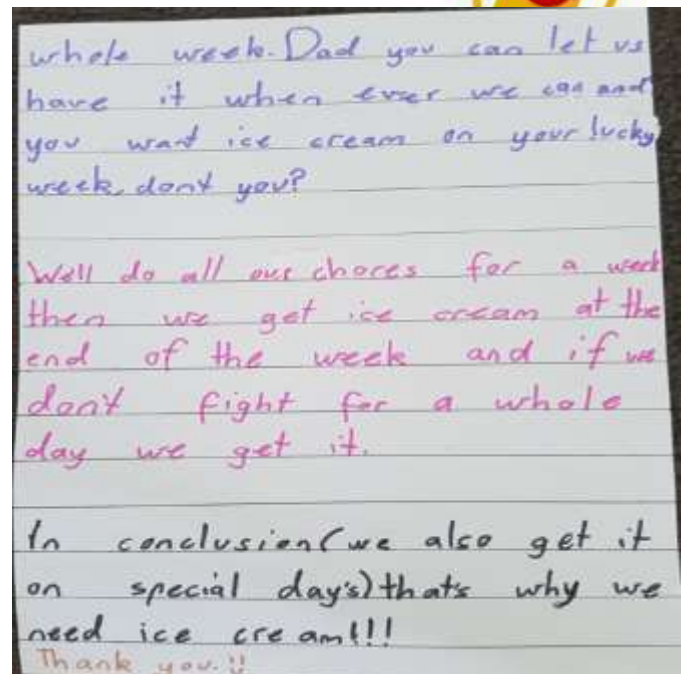 whole week. Dad you can let us
have it when ever we can and
you want ice cream on your lucky
week, dont you?
We'll do all our chores for a week
then we get ice cream at the
end of the week and if we
don't fight for a whole
day we get it.
In conclusion (we also get it
on special day's) that's why we
need ice cream!!!
Thank you. !!